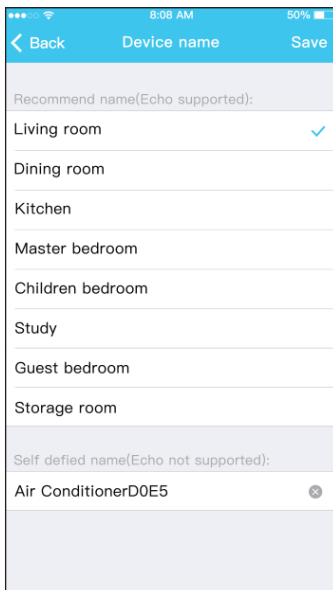 8:08 AM 50%
Back Device name Save
Recommend name(Echo supported):
Living room
Dining room
Kitchen
Master bedroom
Children bedroom
Study
Guest bedroom
Storage room
Self defied name(Echo not supported):
Air ConditionerD0E5